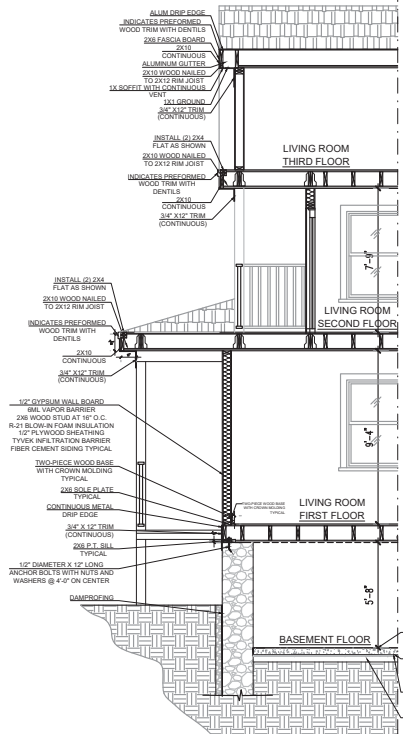 ALUM DRIP EDGE
INDICATES PREFORMED
WOOD TRIM WITH DENTILS
2X6 FASCIA BOARD
2X10
CONTINUOUS
ALUMINUM GUTTER
2X10 WOOD NAILED
TO 2X12 RIM JOIST
1X SOFFIT WITH CONTINUOUS
VENT
1X1 GROUND
3/4" X12" TRIM
(CONTINUOUS)
INSTALL (2) 2X4
FLAT AS SHOWN
2X10 WOOD NAILED
TO 2X12 RIM JOIST
INDICATES PREFORMED
WOOD TRIM WITH
DENTILS
2X10
CONTINUOUS
3/4" X12" TRIM
(CONTINUOUS)
LIVING ROOM
THIRD FLOOR
7'-9"
INSTALL (2) 2X4
FLAT AS SHOWN
2X10 WOOD NAILED
TO 2X12 RIM JOIST
INDICATES PREFORMED
WOOD TRIM WITH
DENTILS
2X10
CONTINUOUS
3/4" X12" TRIM
(CONTINUOUS)
LIVING ROOM
SECOND FLOOR
9'-4"
1/2" GYPSUM WALL BOARD
6ML VAPOR BARRIER
2X6 WOOD STUD AT 16" O.C.
R-21 BLOW-IN FOAM INSULATION
1/2" PLYWOOD SHEATHING
TYVEK INFILTRATION BARRIER
FIBER CEMENT SIDING TYPICAL
TWO-PIECE WOOD BASE
WITH CROWN MOLDING
TYPICAL
2X6 SOLE PLATE
TYPICAL
CONTINUOUS METAL
DRIP EDGE
3/4" X 12" TRIM
(CONTINUOUS)
2X6 P.T. SILL
TYPICAL
1/2" DIAMETER X 12" LONG
ANCHOR BOLTS WITH NUTS AND
WASHERS @ 4'-0" ON CENTER
TWO-PIECE WOOD BASE
WITH CROWN MOLDING
TYPICAL
LIVING ROOM
FIRST FLOOR
5'-8"
DAMPROFING
BASEMENT FLOOR